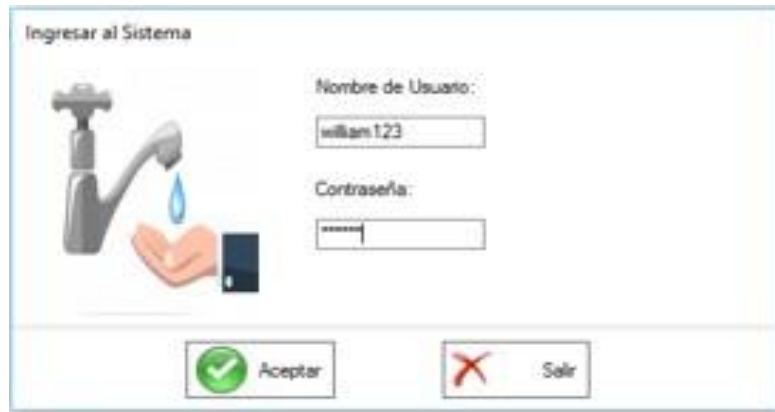 Ingresar al Sistema
Nombre de Usuario:
william123
Contraseña:
Aceptar
Salir